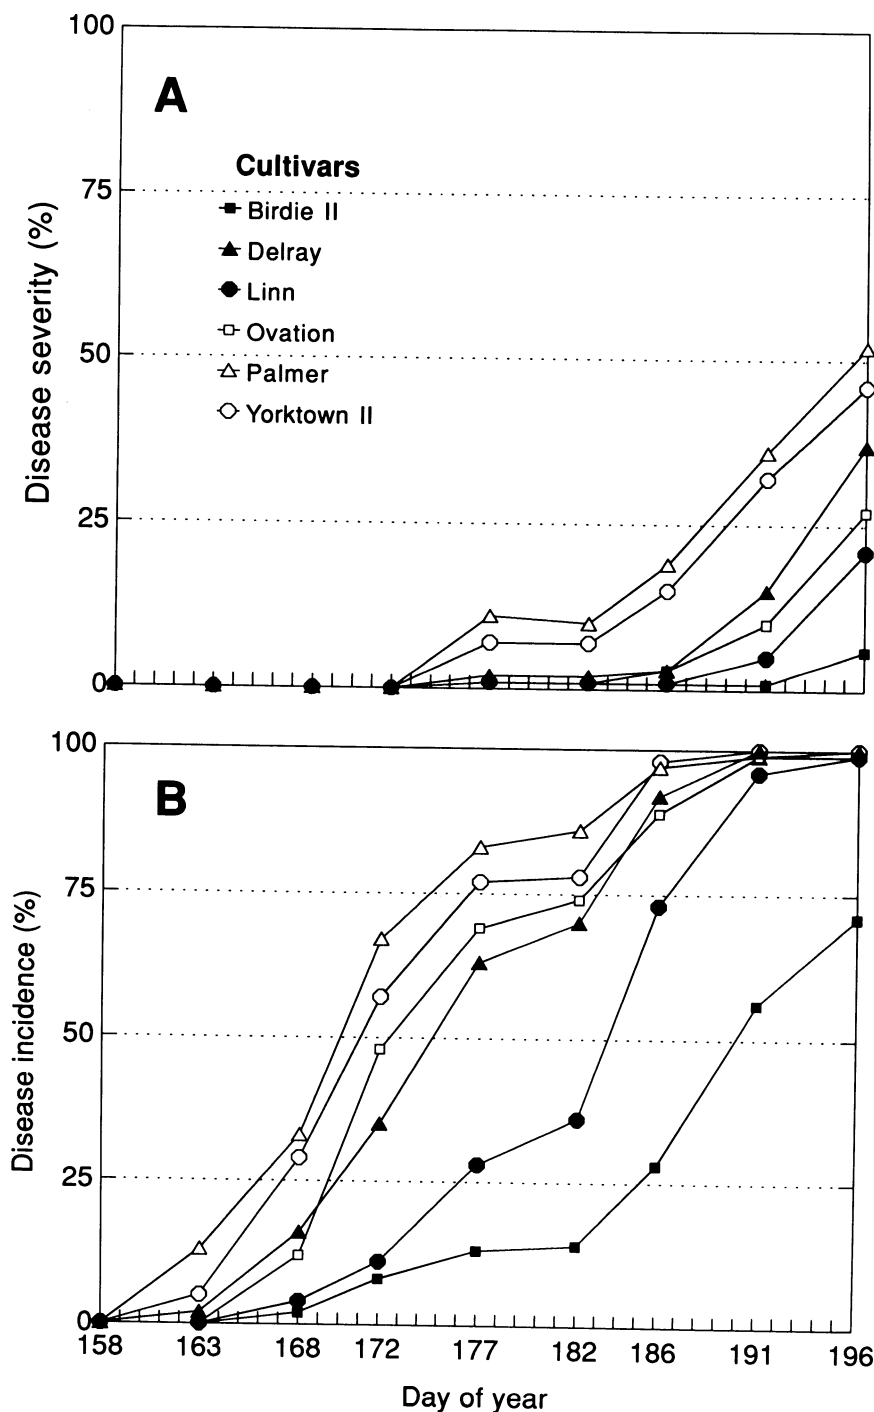 100
A
Cultivars
75
Birdie II
Delray
Linn
Ovation
50
Palmer
Yorktown II
25
0
Disease severity (%)
100
B
75
50
25
0
Disease incidence (%)
158 163 168 172 177 182 186 191 196
Day of year